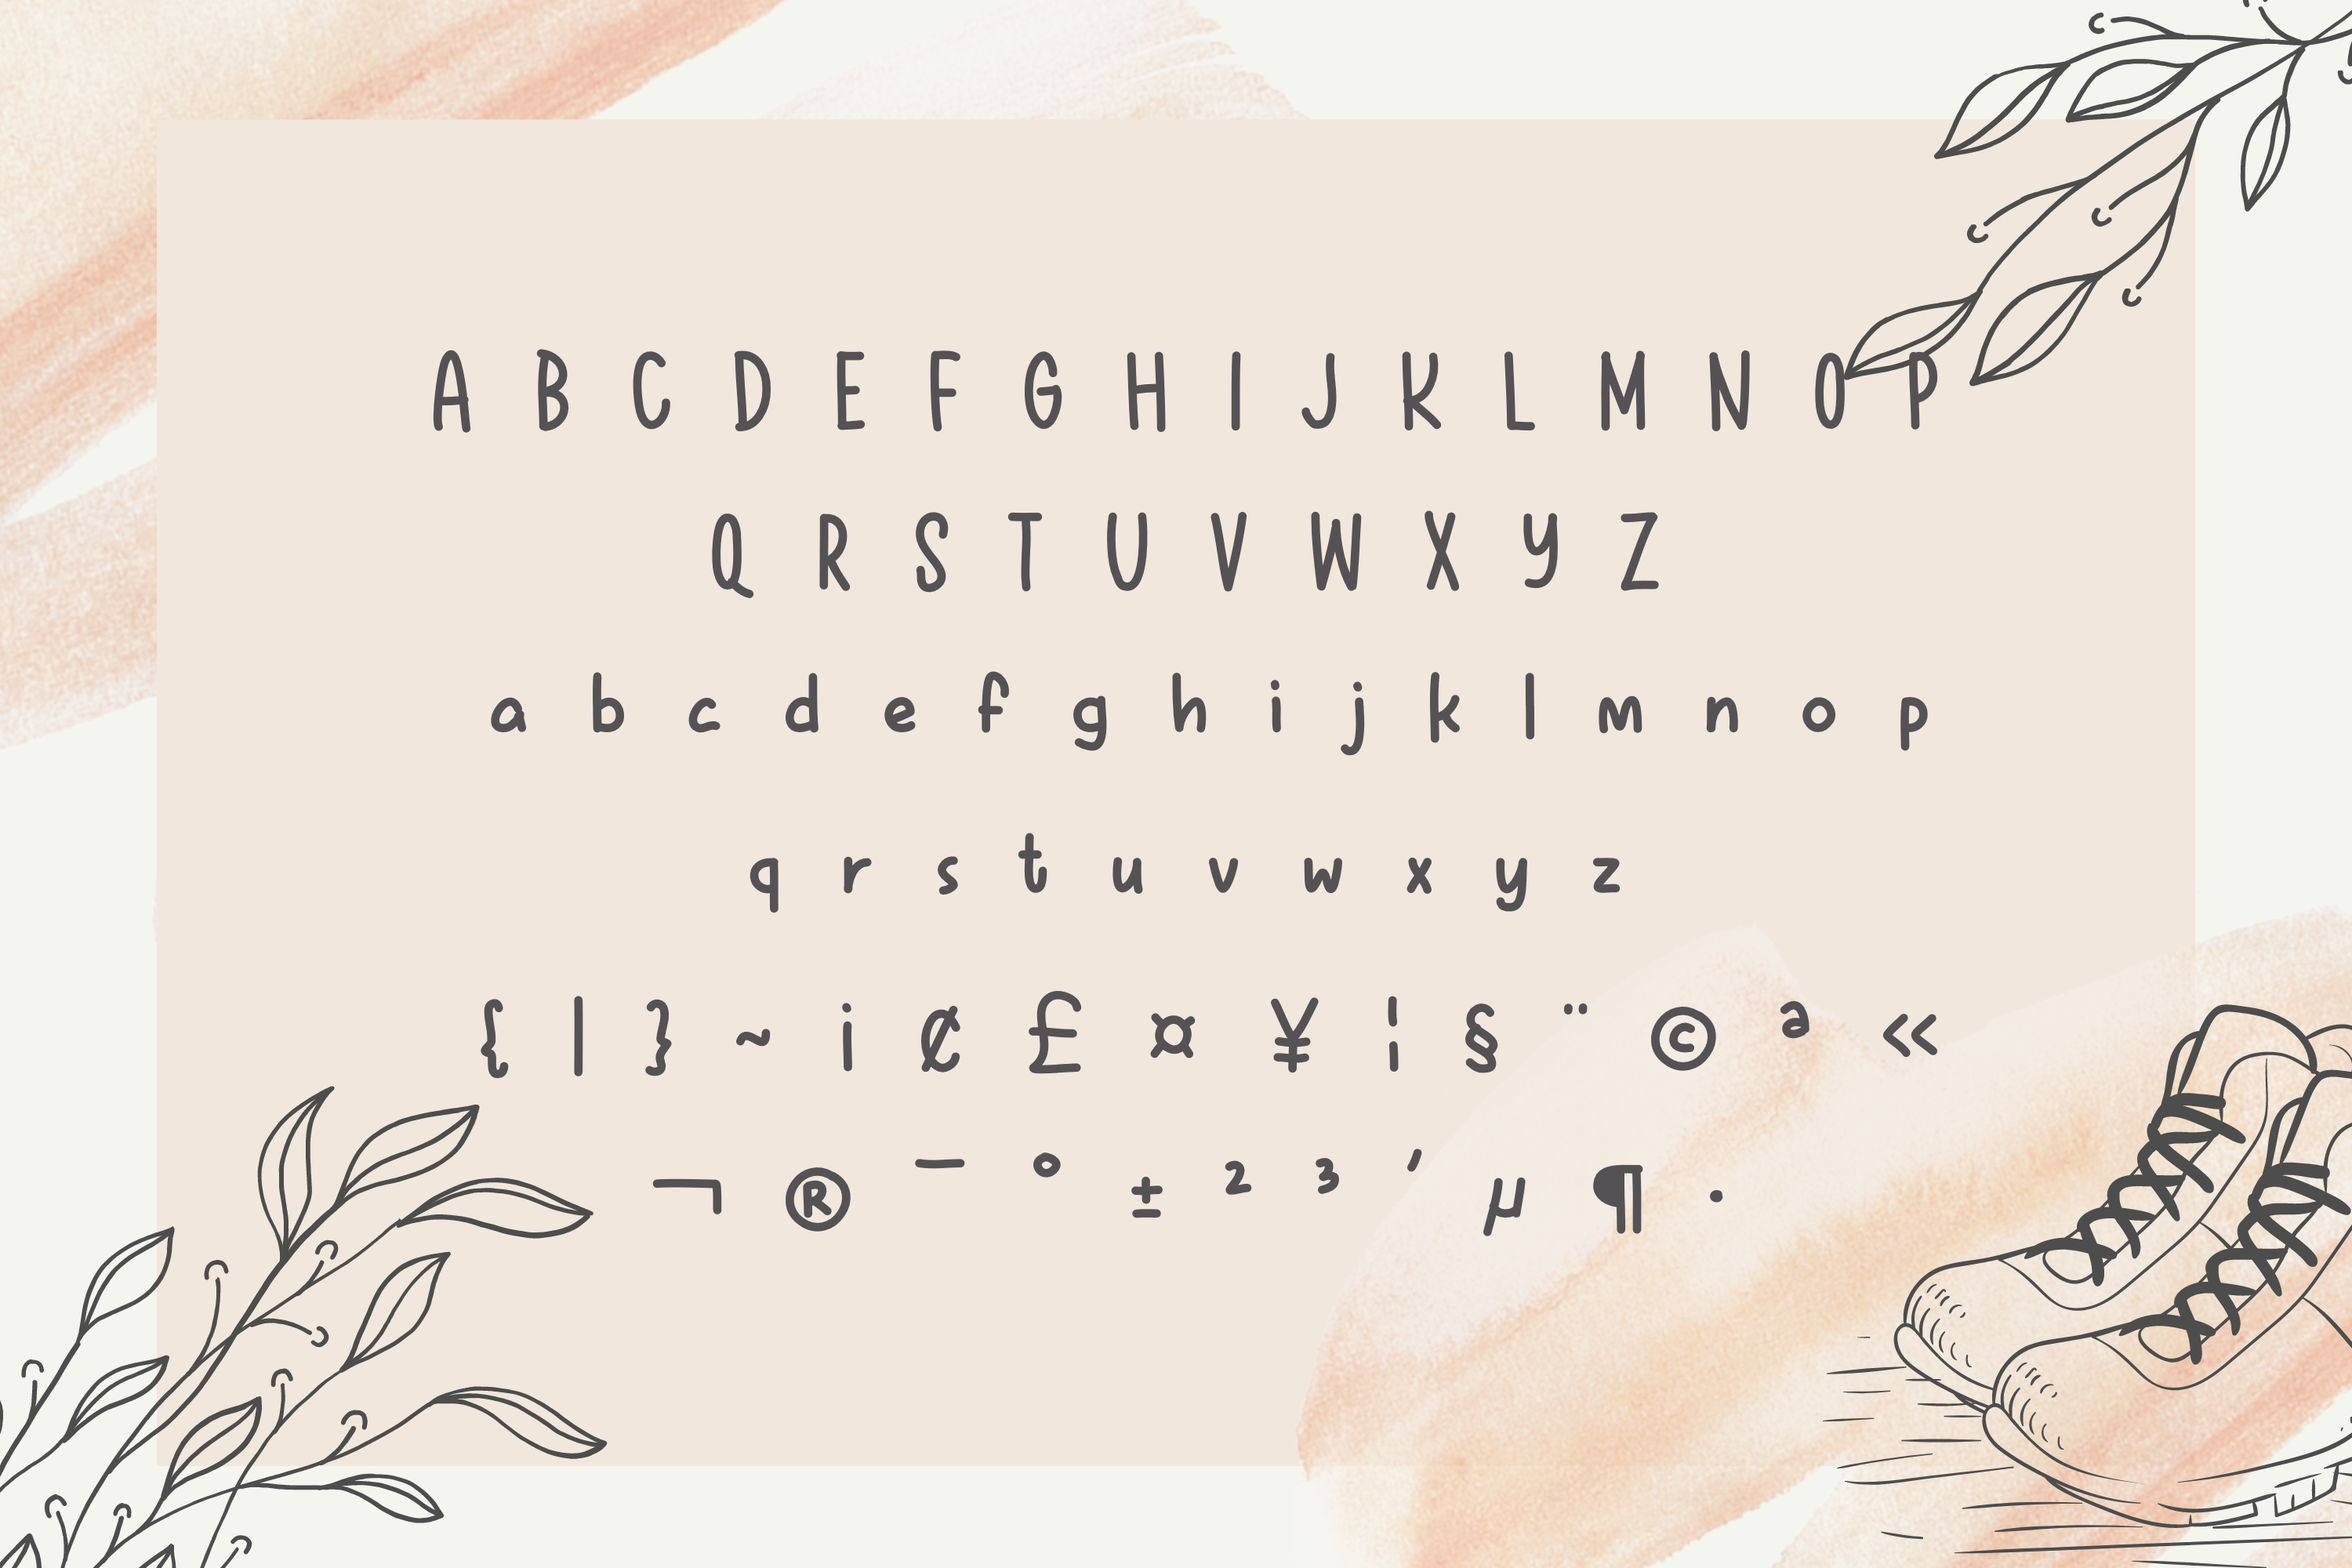 A B C D E F G H I J K L M N O P
Q R S T U V W X Y Z
a b c d e f g h i j k l m n o p
q r s t u v w x y z
{ | } ~ ¡ ¢ £ ¤ ¥ ¦ § ¨ © ª «
¬ ® ¯ ° ± ² ³ ´ µ ¶ ·